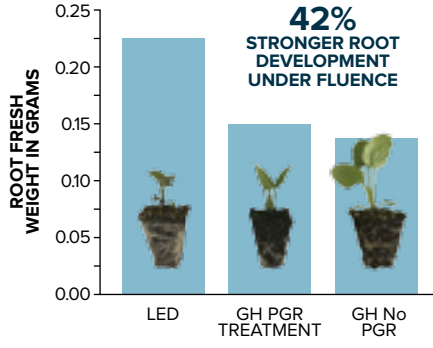 42%
STRONGER ROOT
DEVELOPMENT
UNDER FLUENCE
ROOT FRESH
WEIGHT IN GRAMS
0.25
0.20
0.15
0.10
0.05
0.00
LED
GH PGR
TREATMENT
GH No
PGR